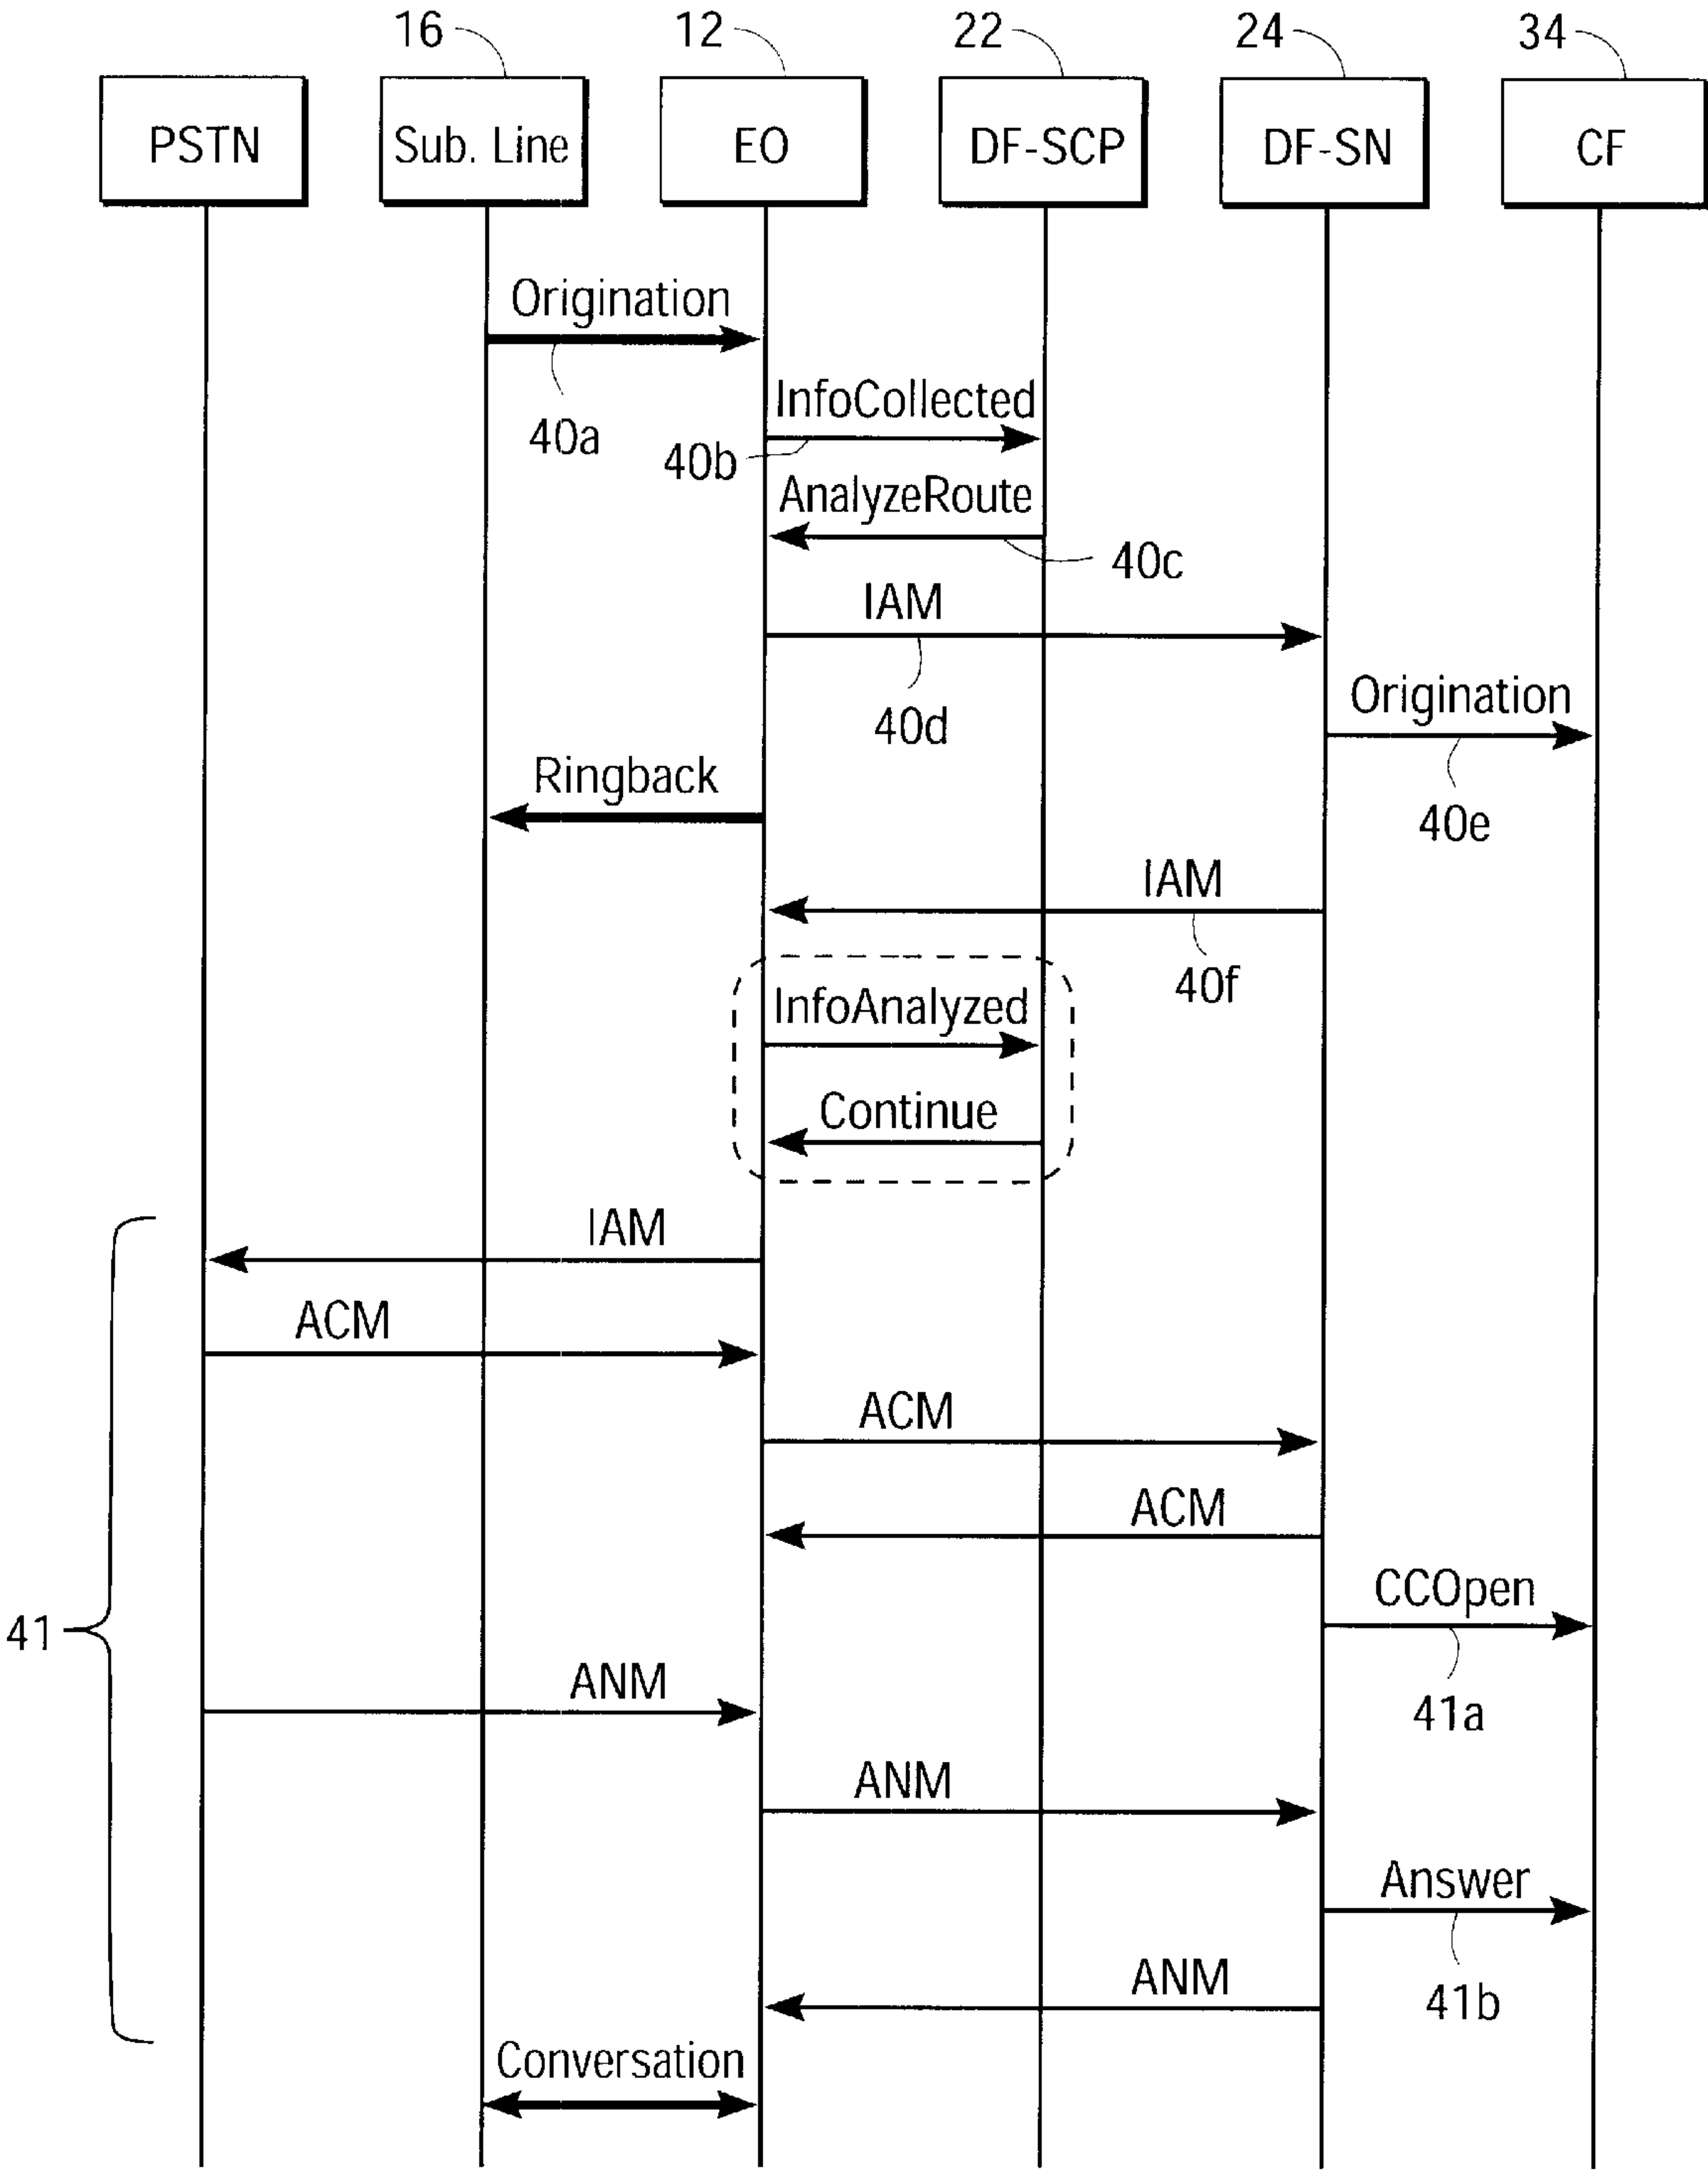 16 12 22 24 34
PSTN Sub. Line EO DF-SCP DF-SN CF
Origination
40a
InfoCollected
40b
AnalyzeRoute
40c
IAM
40d
Origination
40e
Ringback
IAM
40f
InfoAnalyzed
Continue
IAM
ACM
ACM
ACM
CCOpen
41
41a
ANM
ANM
Answer
41b
ANM
Conversation